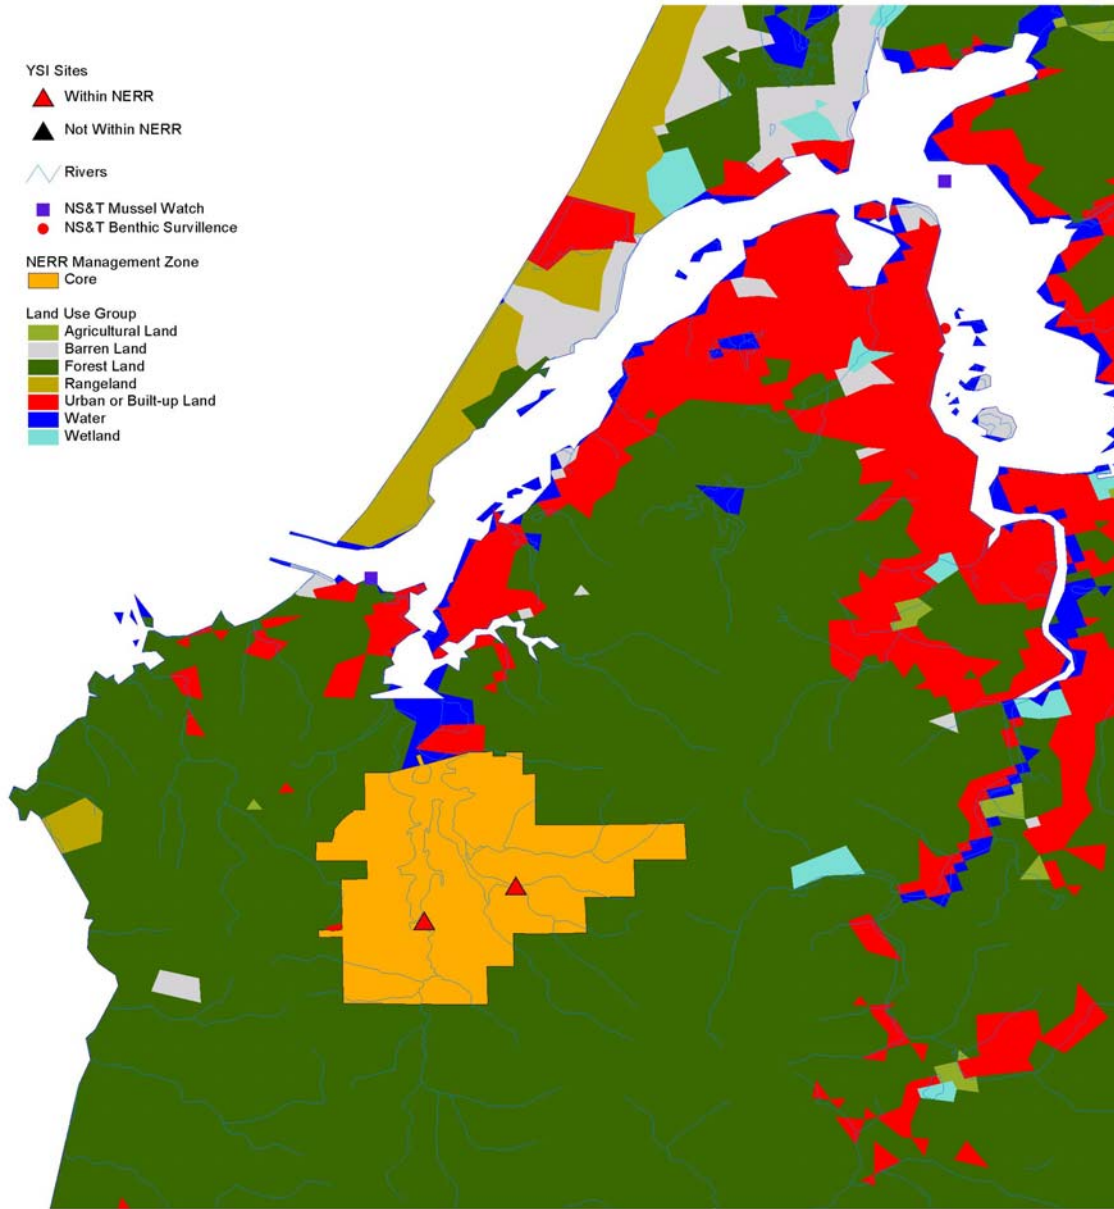 YSI Sites
Within NERR
Not Within NERR
Rivers
NS&T Mussel Watch
NS&T Benthic Survillence
NERR Management Zone
Core
Land Use Group
Agricultural Land
Barren Land
Forest Land
Rangeland
Urban or Built-up Land
Water
Wetland